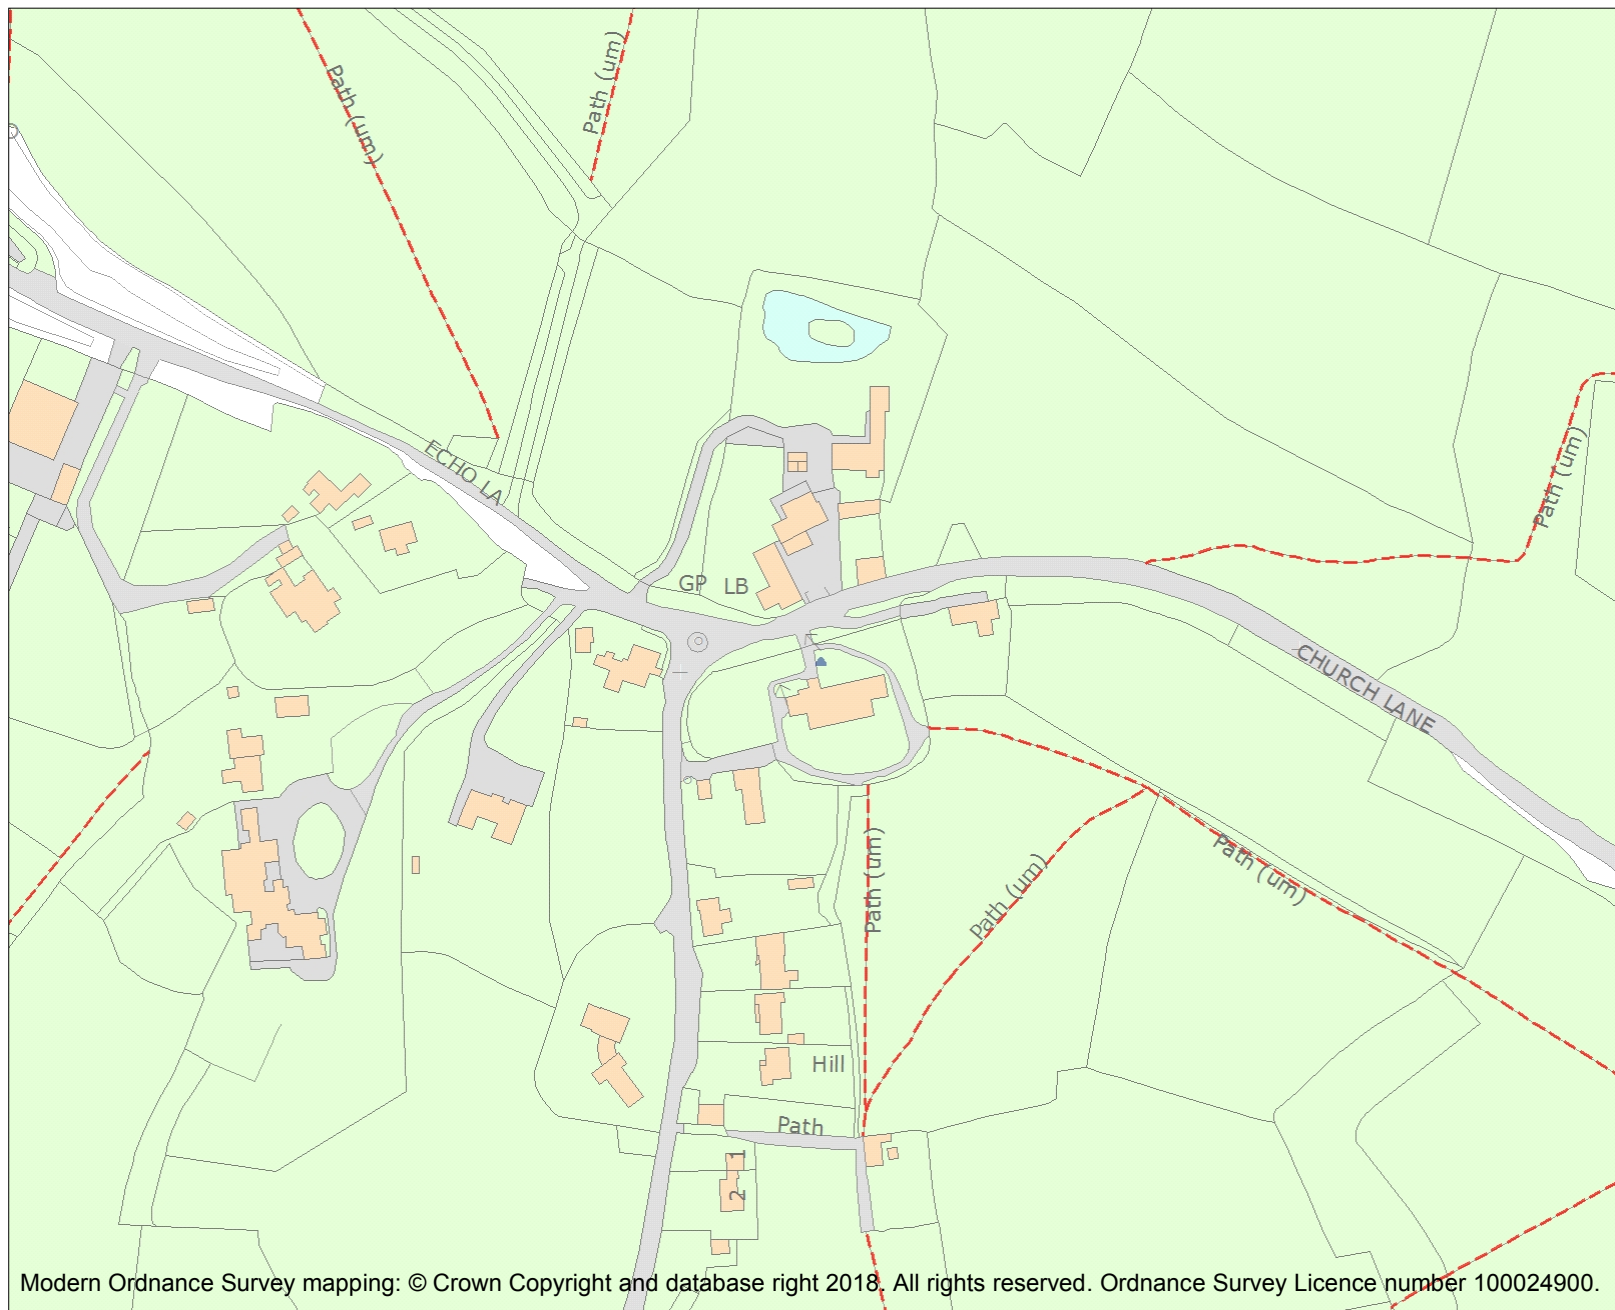 Path (um)
Path (um)
ECHO LA
Path (um)
GP LB
CHURCH LANE
Path (um)
Path (um)
Path (um)
Hill
Path
1
2
Modern Ordnance Survey mapping: © Crown Copyright and database right 2018. All rights reserved. Ordnance Survey Licence number 100024900.